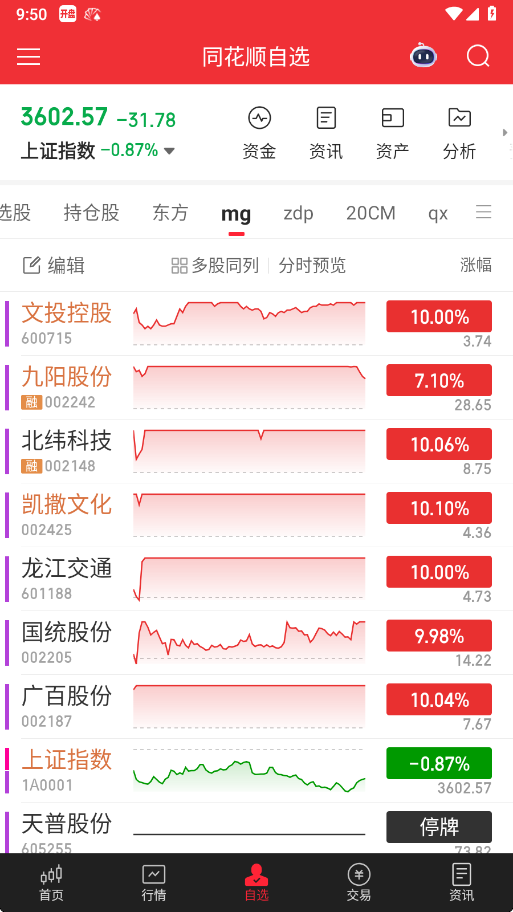 9:50 开盘
同花顺自选
3602.57 -31.78
上证指数 -0.87%
资金 资讯 资产 分析
选股 持仓股 东方 mg zdp 20CM qx
编辑 多股同列 分时预览 涨幅
文投控股 10.00%
600715 3.74
九阳股份 7.10%
融 002242 28.65
北纬科技 10.06%
融 002148 8.75
凯撒文化 10.10%
002425 4.36
龙江交通 10.00%
601188 4.73
国统股份 9.98%
002205 14.22
广百股份 10.04%
002187 7.67
上证指数 -0.87%
1A0001 3602.57
天普股份 停牌
605255 73.82
首页 行情 自选 交易 资讯